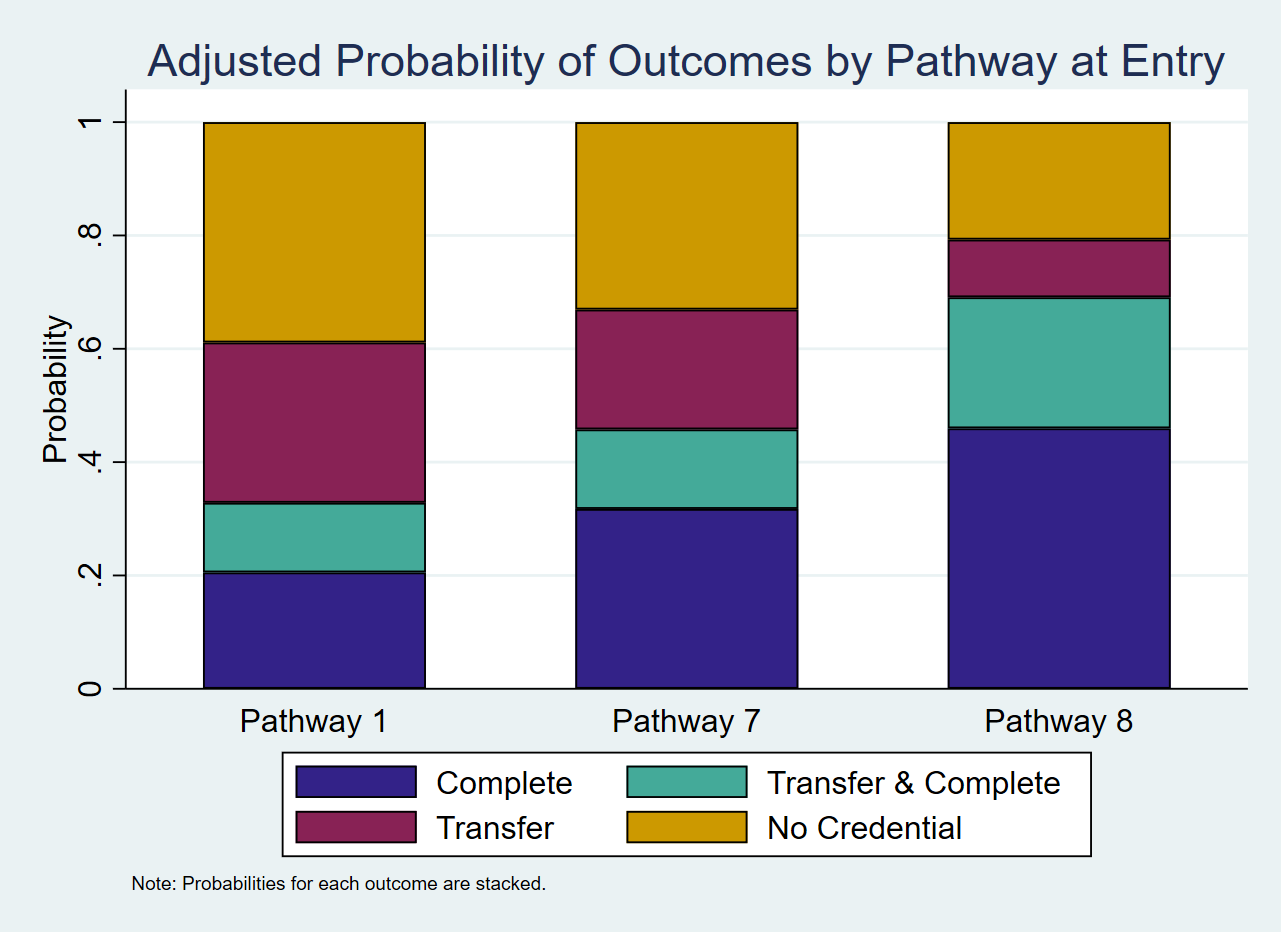 Adjusted Probability of Outcomes by Pathway at Entry
Probability
1
.8
.6
.4
.2
0
Pathway 1 Pathway 7 Pathway 8
Complete Transfer & Complete
Transfer No Credential
Note: Probabilities for each outcome are stacked.